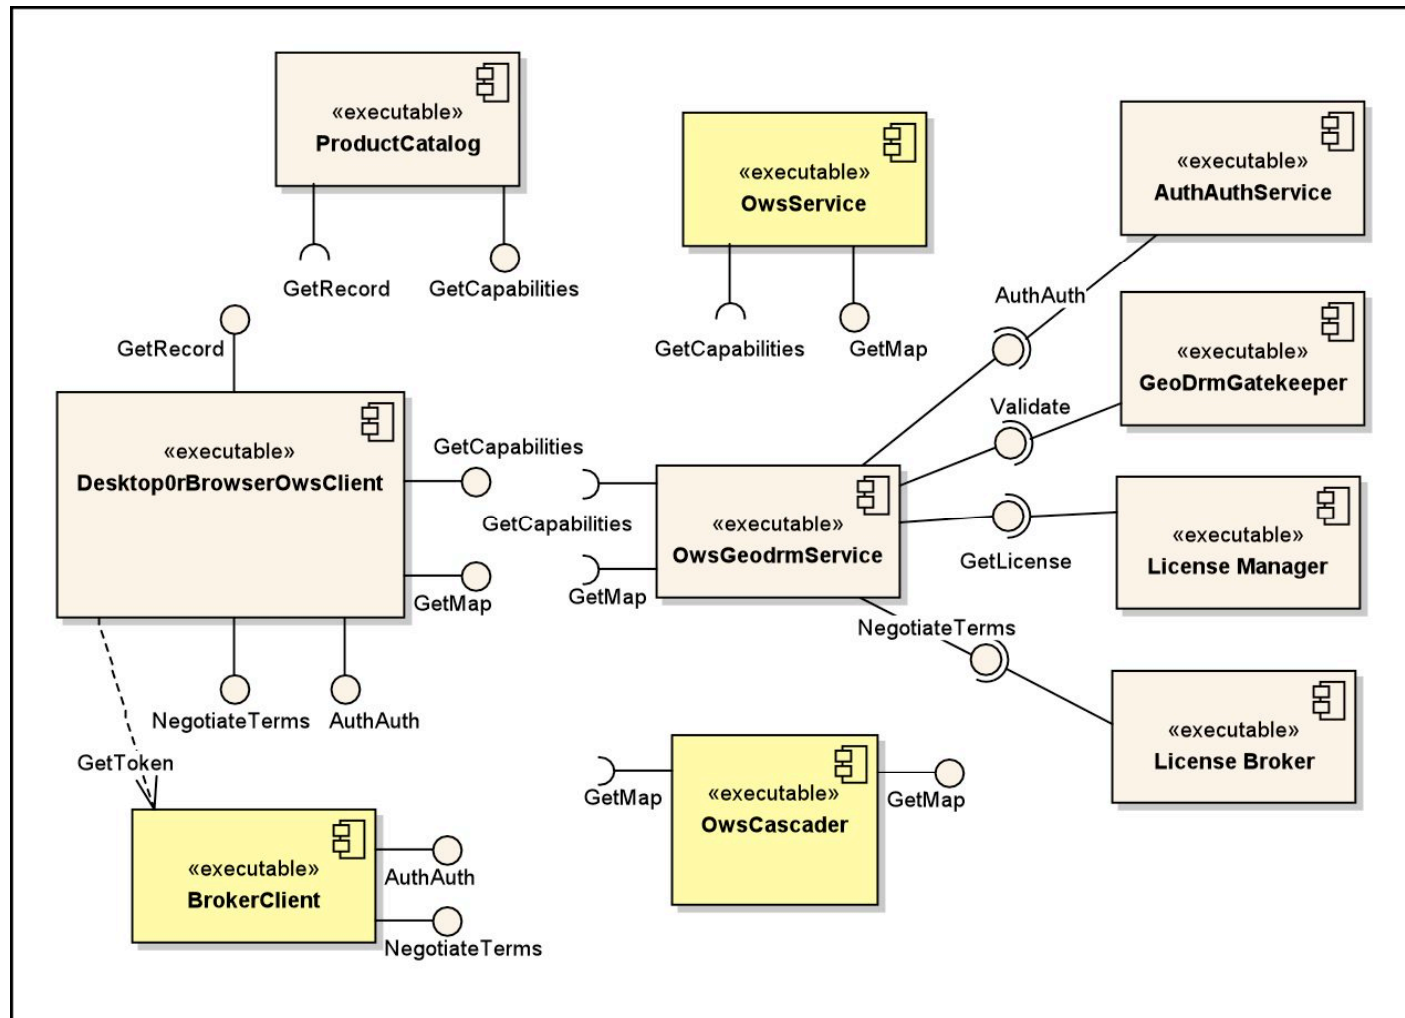 «executable»
ProductCatalog
GetRecord
GetCapabilities
«executable»
OwsService
GetCapabilities
GetMap
«executable»
AuthAuthService
AuthAuth
«executable»
GeoDrmGatekeeper
Validate
GetRecord
«executable»
Desktop0rBrowserOwsClient
GetCapabilities
GetMap
NegotiateTerms
AuthAuth
GetCapabilities
GetMap
«executable»
OwsGeodrmService
GetLicense
«executable»
License Manager
NegotiateTerms
«executable»
License Broker
GetToken
«executable»
BrokerClient
AuthAuth
NegotiateTerms
GetMap
«executable»
OwsCascader
GetMap